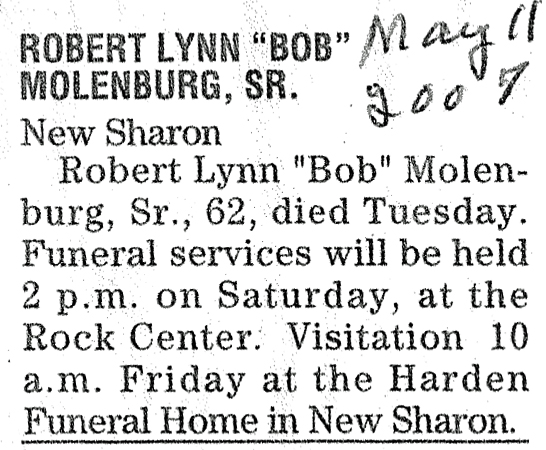 ROBERT LYNN “BOB”
MOLENBURG, SR.
May 11
2007
New Sharon
Robert Lynn "Bob" Molen-
burg, Sr., 62, died Tuesday.
Funeral services will be held
2 p.m. on Saturday, at the
Rock Center. Visitation 10
a.m. Friday at the Harden
Funeral Home in New Sharon.